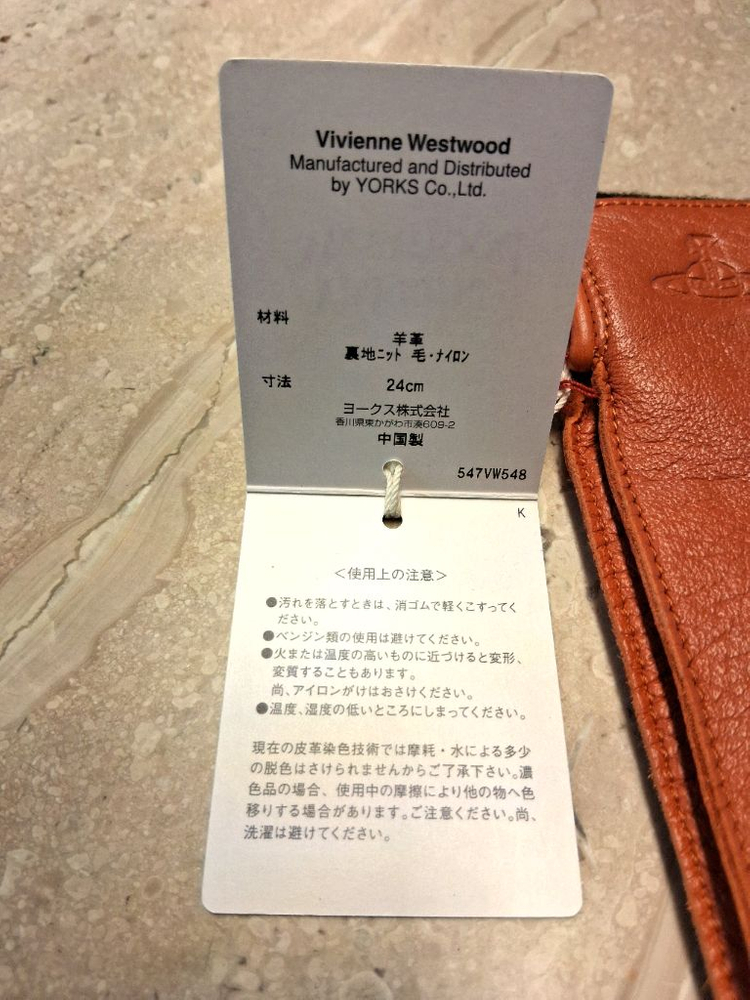 Vivienne Westwood
Manufactured and Distributed
by YORKS Co.,Ltd.
材料
羊革
裏地ニット 毛・ナイロン
寸法 24cm
ヨークス株式会社
香川県東かがわ市湊609-2
中国製
547VW548
K
<使用上の注意>
●汚れを落とすときは、消ゴムで軽くこすってく
ださい。
●ベンジン類の使用は避けてください。
●火または温度の高いものに近づけると変形、
変質することもあります。
尚、アイロンがけはおさけください。
●温度、湿度の低いところにしまってください。
現在の皮革染色技術では摩耗・水による多少
の脱色はさけられませんからご了承下さい。濃
色品の場合、使用中の摩擦により他の物へ色
移りする場合があります。ご注意ください。尚、
洗濯は避けてください。